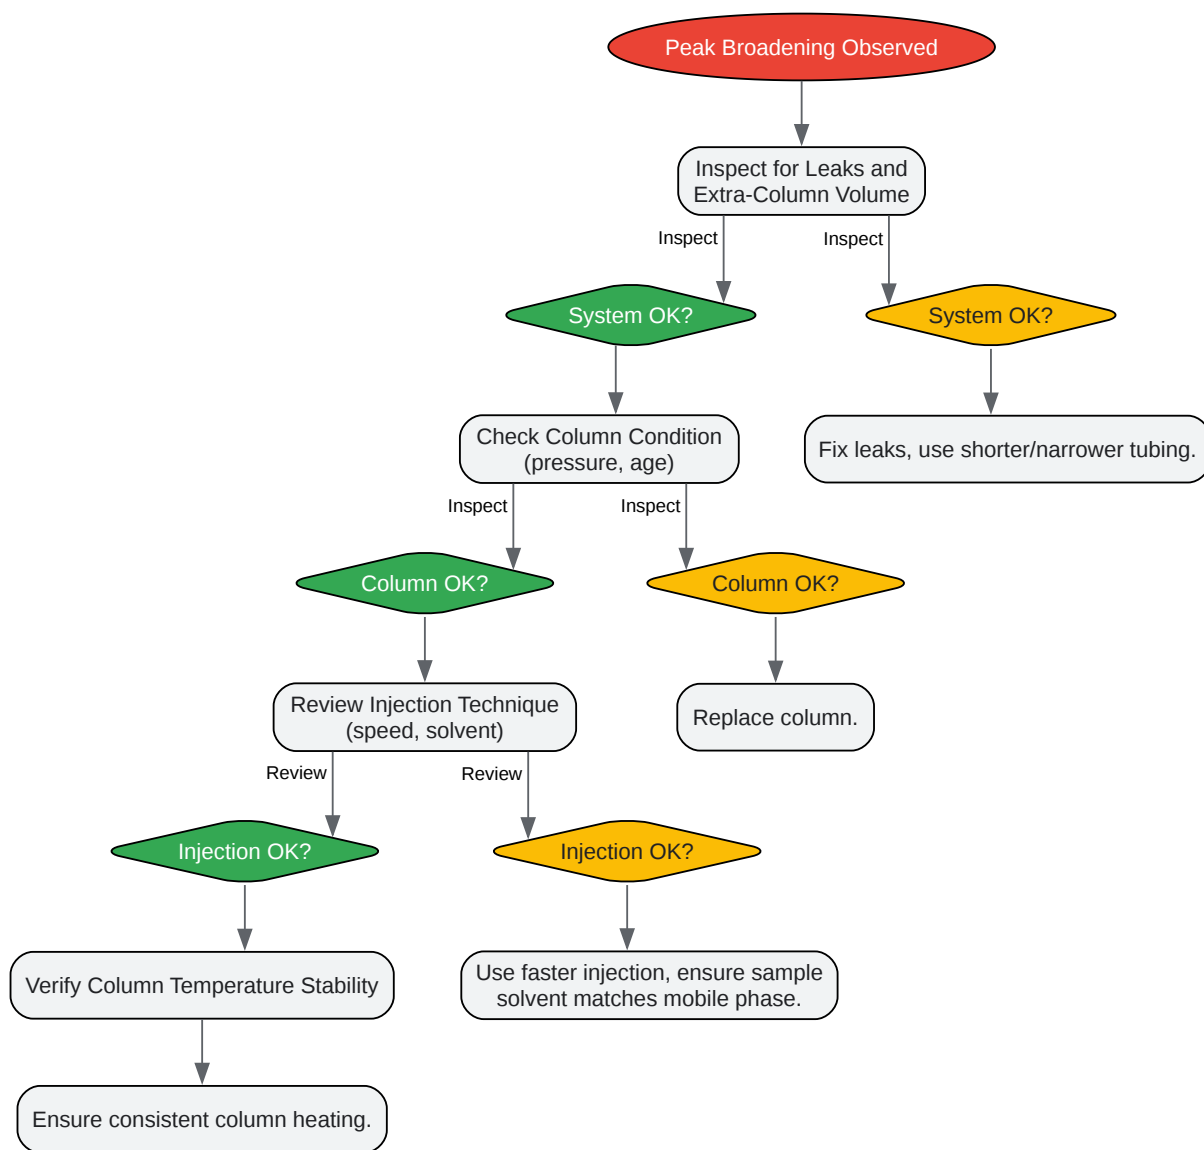 Peak Broadening Observed
Inspect for Leaks and
Extra-Column Volume
Inspect
Inspect
System OK?
System OK?
Check Column Condition
(pressure, age)
Fix leaks, use shorter/narrower tubing.
Inspect
Inspect
Column OK?
Column OK?
Review Injection Technique
(speed, solvent)
Replace column.
Review
Review
Injection OK?
Injection OK?
Verify Column Temperature Stability
Use faster injection, ensure sample
solvent matches mobile phase.
Ensure consistent column heating.